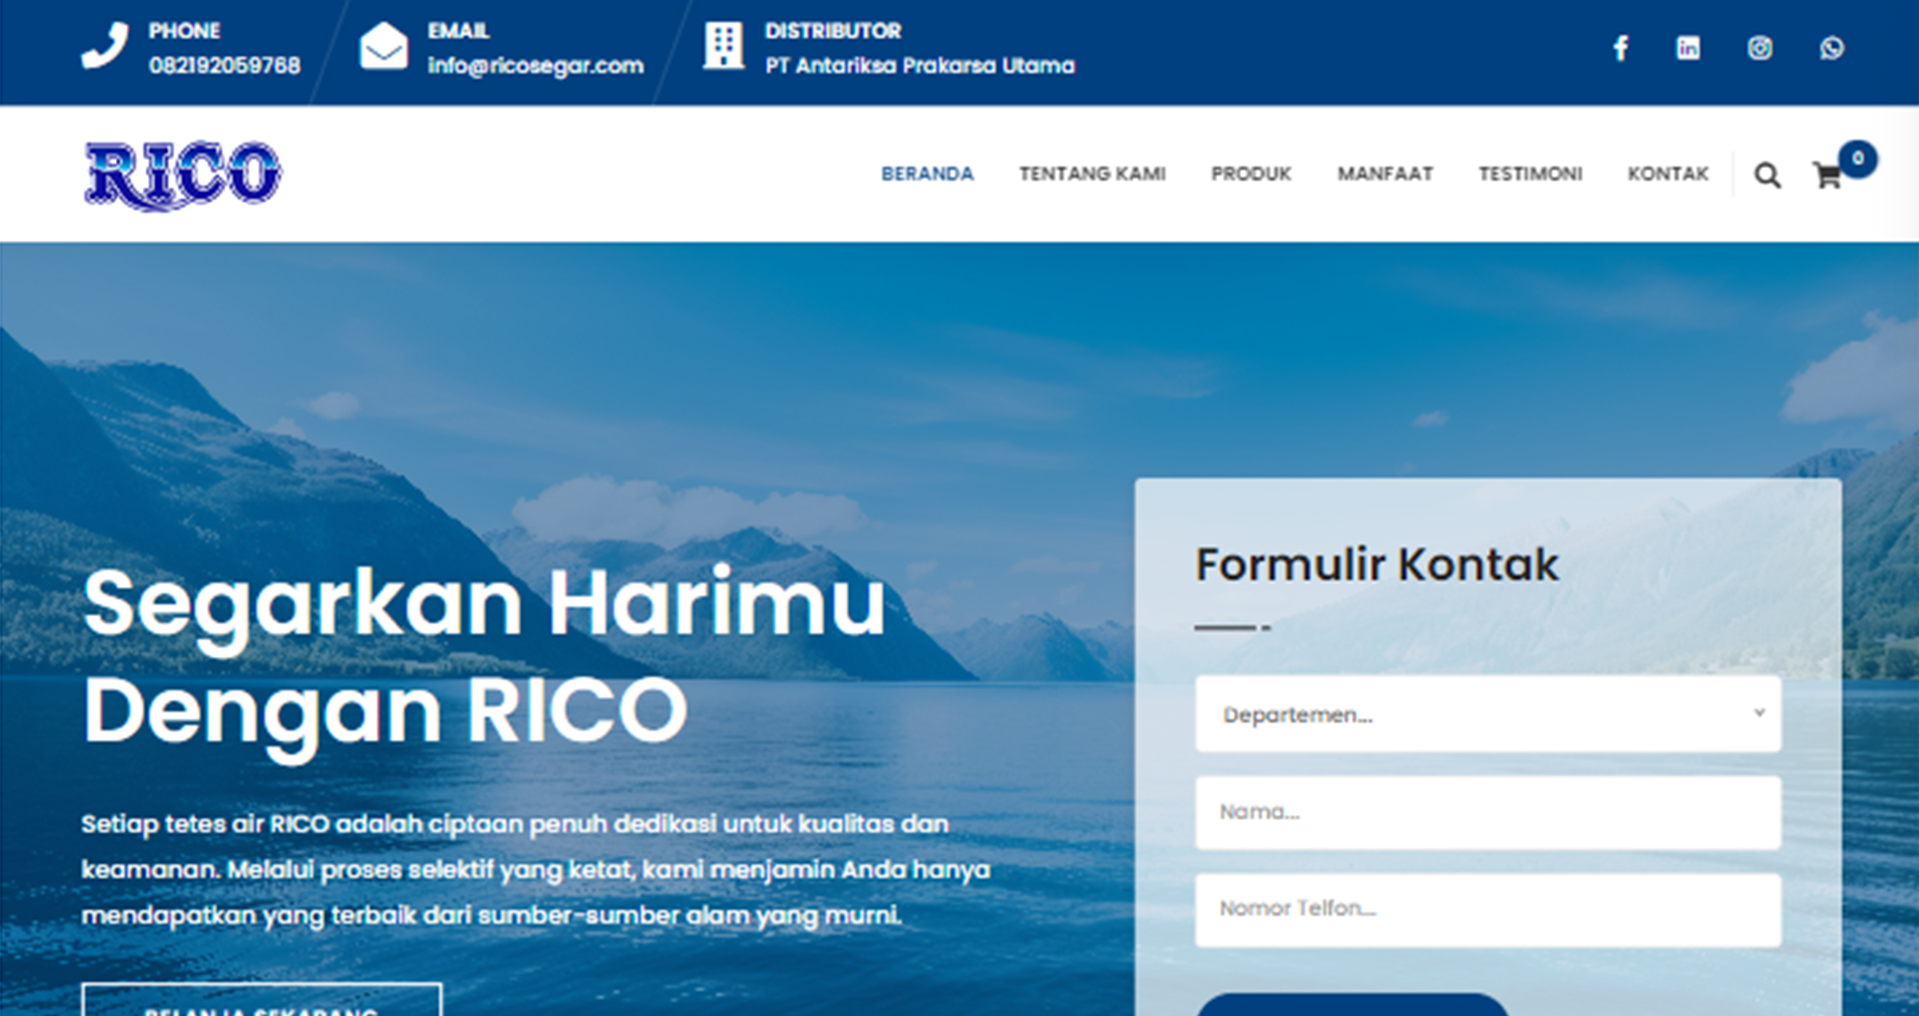 PHONE
082192059768
EMAIL
info@ricosegar.com
DISTRIBUTOR
PT Antariksa Prakarsa Utama
RICO
BERANDA
TENTANG KAMI
PRODUK
MANFAAT
TESTIMONI
KONTAK
0
Segarkan Harimu
Dengan RICO
Setiap tetes air RICO adalah ciptaan penuh dedikasi untuk kualitas dan
keamanan. Melalui proses selektif yang ketat, kami menjamin Anda hanya
mendapatkan yang terbaik dari sumber-sumber alam yang murni.
BELANJA SEKARANG
Formulir Kontak
Departemen...
Nama...
Nomor Telfon...